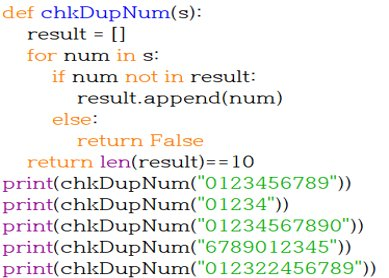 def chkDupNum(s):
    result = []
    for num in s:
        if num not in result:
            result.append(num)
        else:
            return False
    return len(result)==10
print(chkDupNum("0123456789"))
print(chkDupNum("01234"))
print(chkDupNum("01234567890"))
print(chkDupNum("6789012345"))
print(chkDupNum("012322456789"))